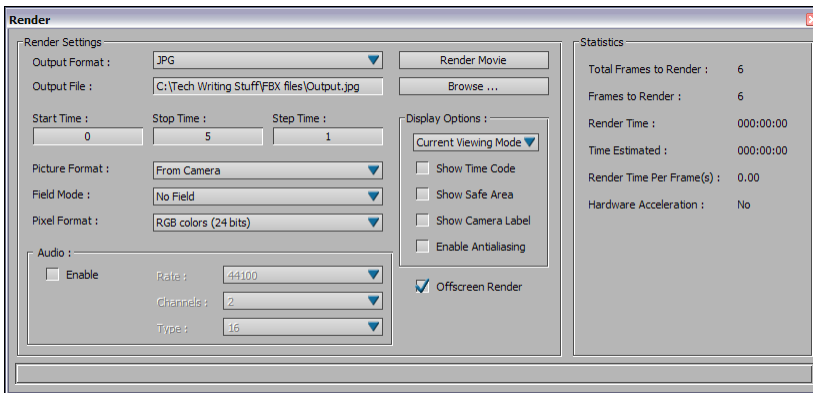 Render
Render Settings
Output Format : JPG Render Movie
Output File : C:\Tech Writing Stuff\FBX files\Output.jpg Browse ...
Start Time : Stop Time : Step Time :
0 5 1
Picture Format : From Camera
Field Mode : No Field
Pixel Format : RGB colors (24 bits)
Audio :
Enable Rate : 44100
Channels : 2
Type : 16
Display Options :
Current Viewing Mode
Show Time Code
Show Safe Area
Show Camera Label
Enable Antialiasing
Offscreen Render
Statistics
Total Frames to Render : 6
Frames to Render : 6
Render Time : 000:00:00
Time Estimated : 000:00:00
Render Time Per Frame(s) : 0.00
Hardware Acceleration : No